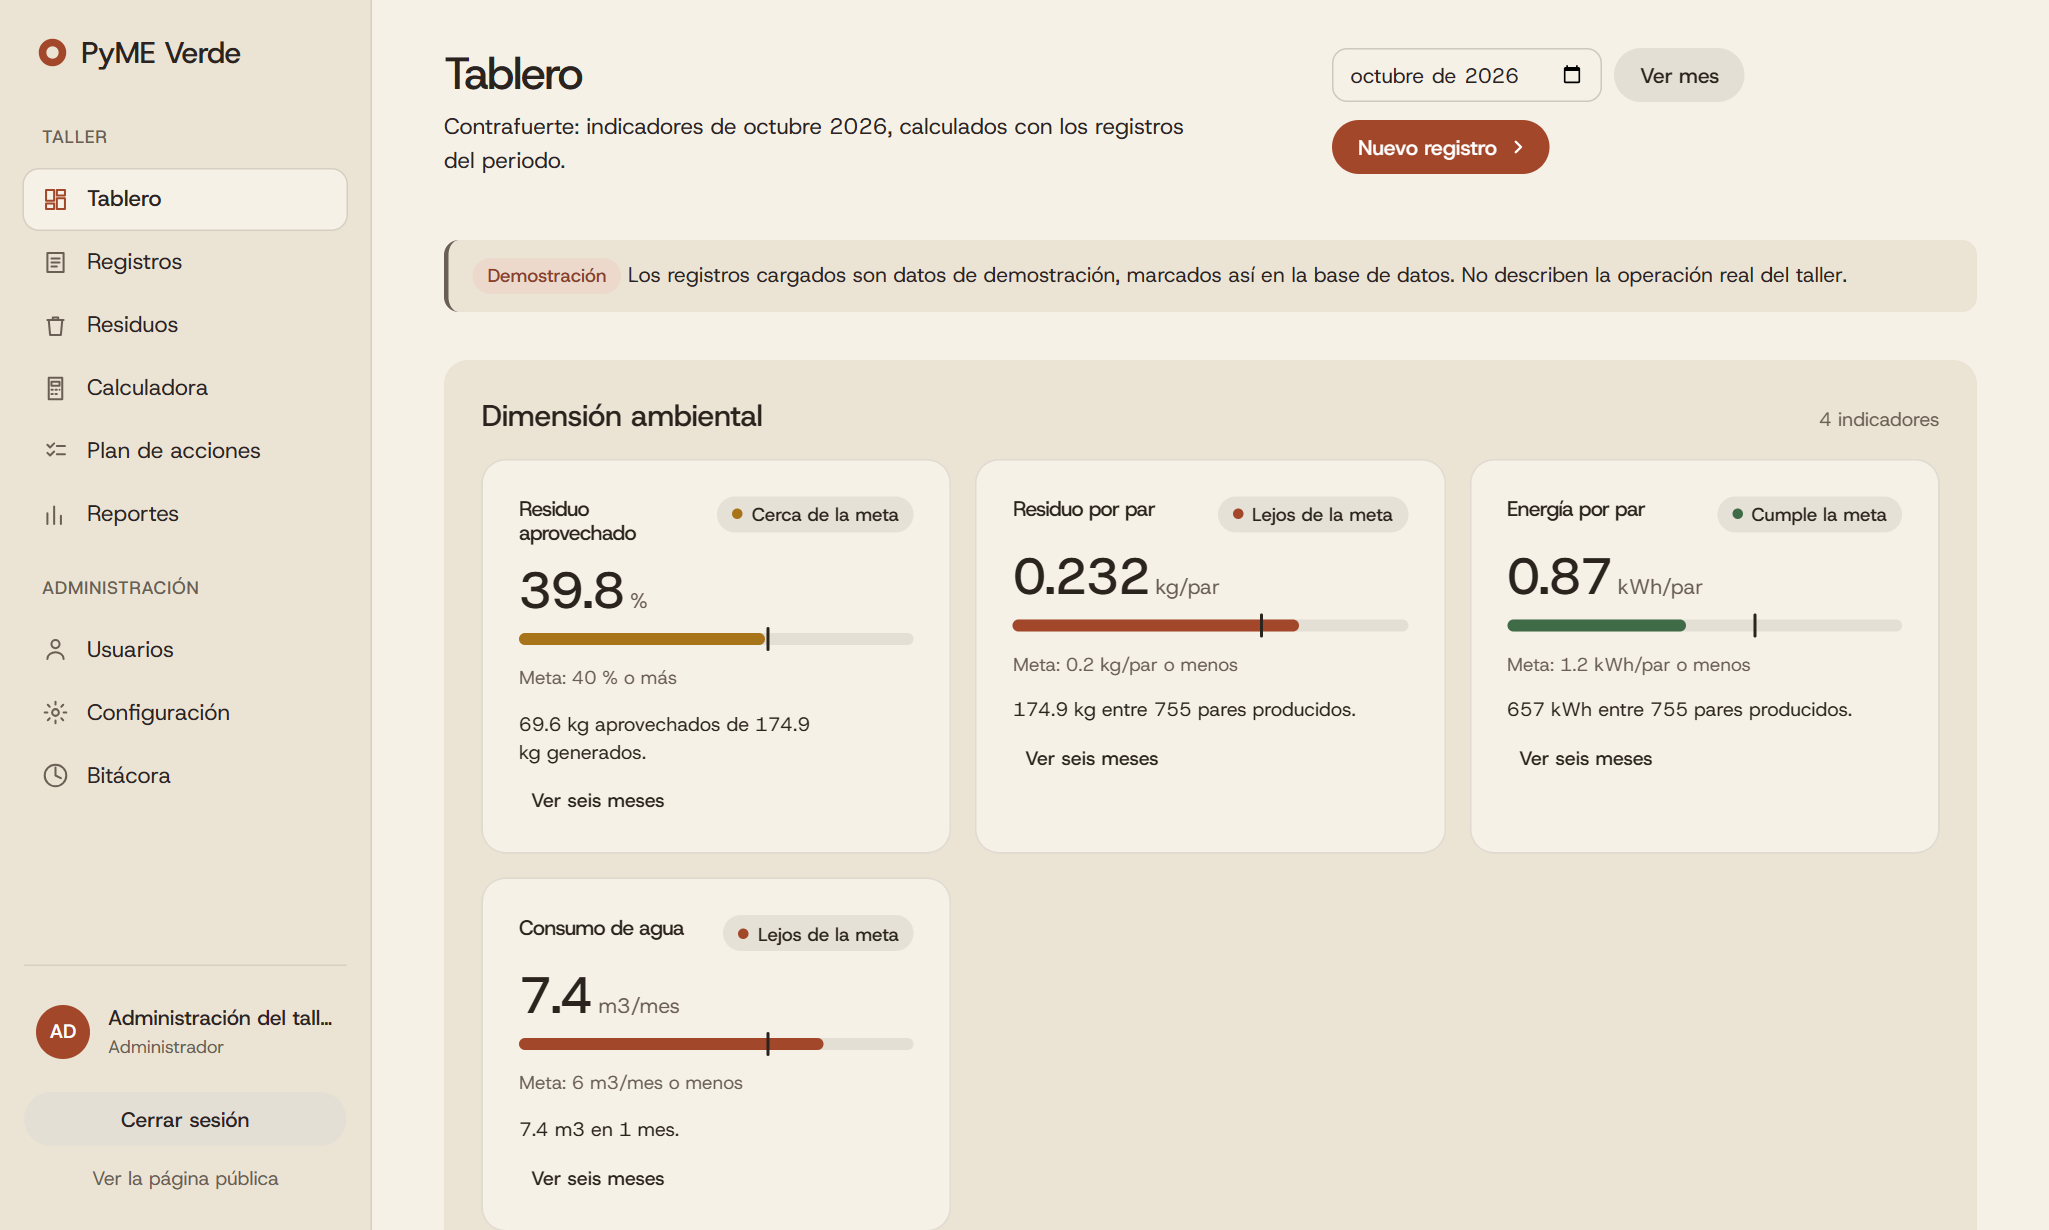 PyME Verde
TALLER
Tablero
Registros
Residuos
Calculadora
Plan de acciones
Reportes
ADMINISTRACIÓN
Usuarios
Configuración
Bitácora
AD
Administración del tall...
Administrador
Cerrar sesión
Ver la página pública
Tablero
Contrafuerte: indicadores de octubre 2026, calculados con los registros
del periodo.
octubre de 2026
Ver mes
Nuevo registro
Demostración Los registros cargados son datos de demostración, marcados así en la base de datos. No describen la operación real del taller.
Dimensión ambiental
4 indicadores
Residuo
aprovechado
Cerca de la meta
39.8 %
Meta: 40 % o más
69.6 kg aprovechados de 174.9
kg generados.
Ver seis meses
Residuo por par
Lejos de la meta
0.232 kg/par
Meta: 0.2 kg/par o menos
174.9 kg entre 755 pares producidos.
Ver seis meses
Energía por par
Cumple la meta
0.87 kWh/par
Meta: 1.2 kWh/par o menos
657 kWh entre 755 pares producidos.
Ver seis meses
Consumo de agua
Lejos de la meta
7.4 m3/mes
Meta: 6 m3/mes o menos
7.4 m3 en 1 mes.
Ver seis meses